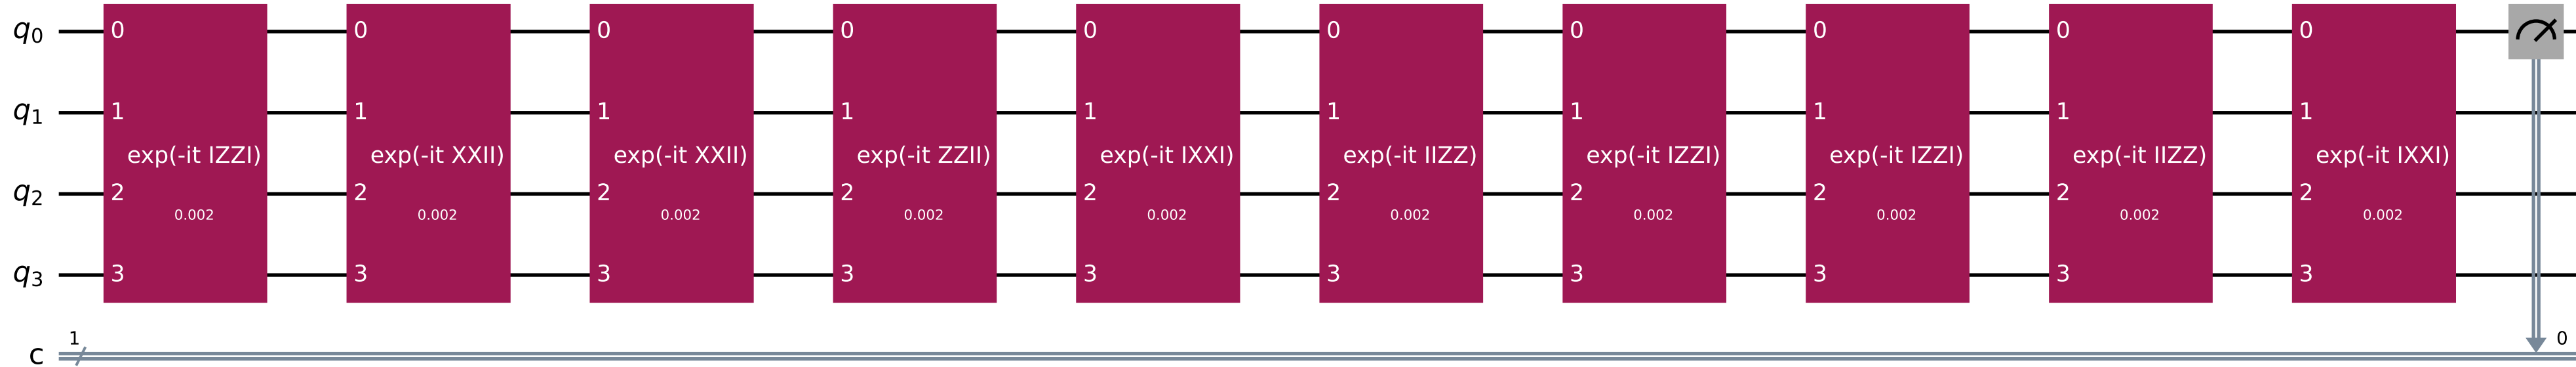 q0 0 0 0 0 0 0 0 0 0 0
q1 1 1 1 1 1 1 1 1 1 1
exp(-it IZZI) exp(-it XXII) exp(-it XXII) exp(-it ZZII) exp(-it IXXI) exp(-it IIZZ) exp(-it IZZI) exp(-it IZZI) exp(-it IIZZ) exp(-it IXXI)
q2 2 2 2 2 2 2 2 2 2 2
0.002 0.002 0.002 0.002 0.002 0.002 0.002 0.002 0.002 0.002
q3 3 3 3 3 3 3 3 3 3 3
1 0
c